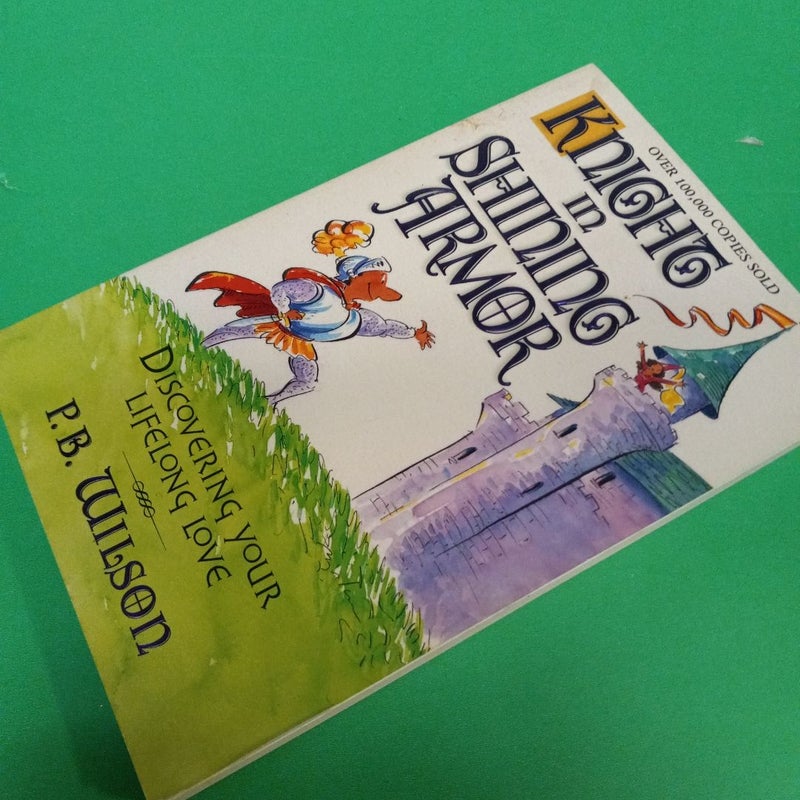 OVER 100,000 COPIES SOLD
KNIGHT
IN
SHINING
ARMOR
DISCOVERING YOUR
LIFELONG LOVE
P.B. WILSON